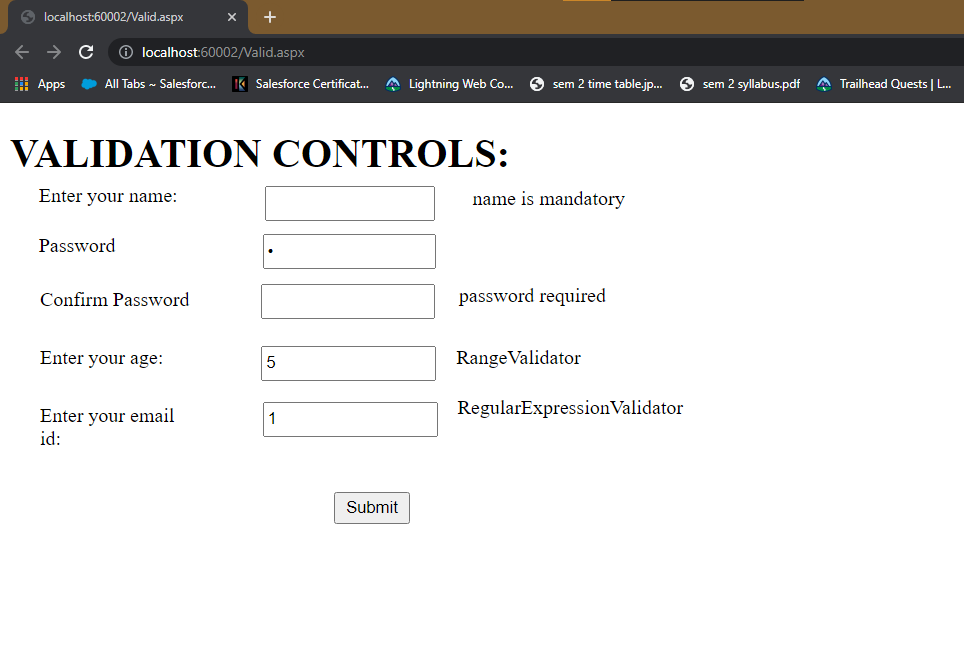 localhost:60002/Valid.aspx
localhost:60002/Valid.aspx
Apps All Tabs ~ Salesforc... Salesforce Certificat... Lightning Web Co... sem 2 time table.jp... sem 2 syllabus.pdf Trailhead Quests | L...
VALIDATION CONTROLS:
Enter your name: name is mandatory
Password •
Confirm Password password required
Enter your age: 5 RangeValidator
Enter your email 1 RegularExpressionValidator
id:
Submit